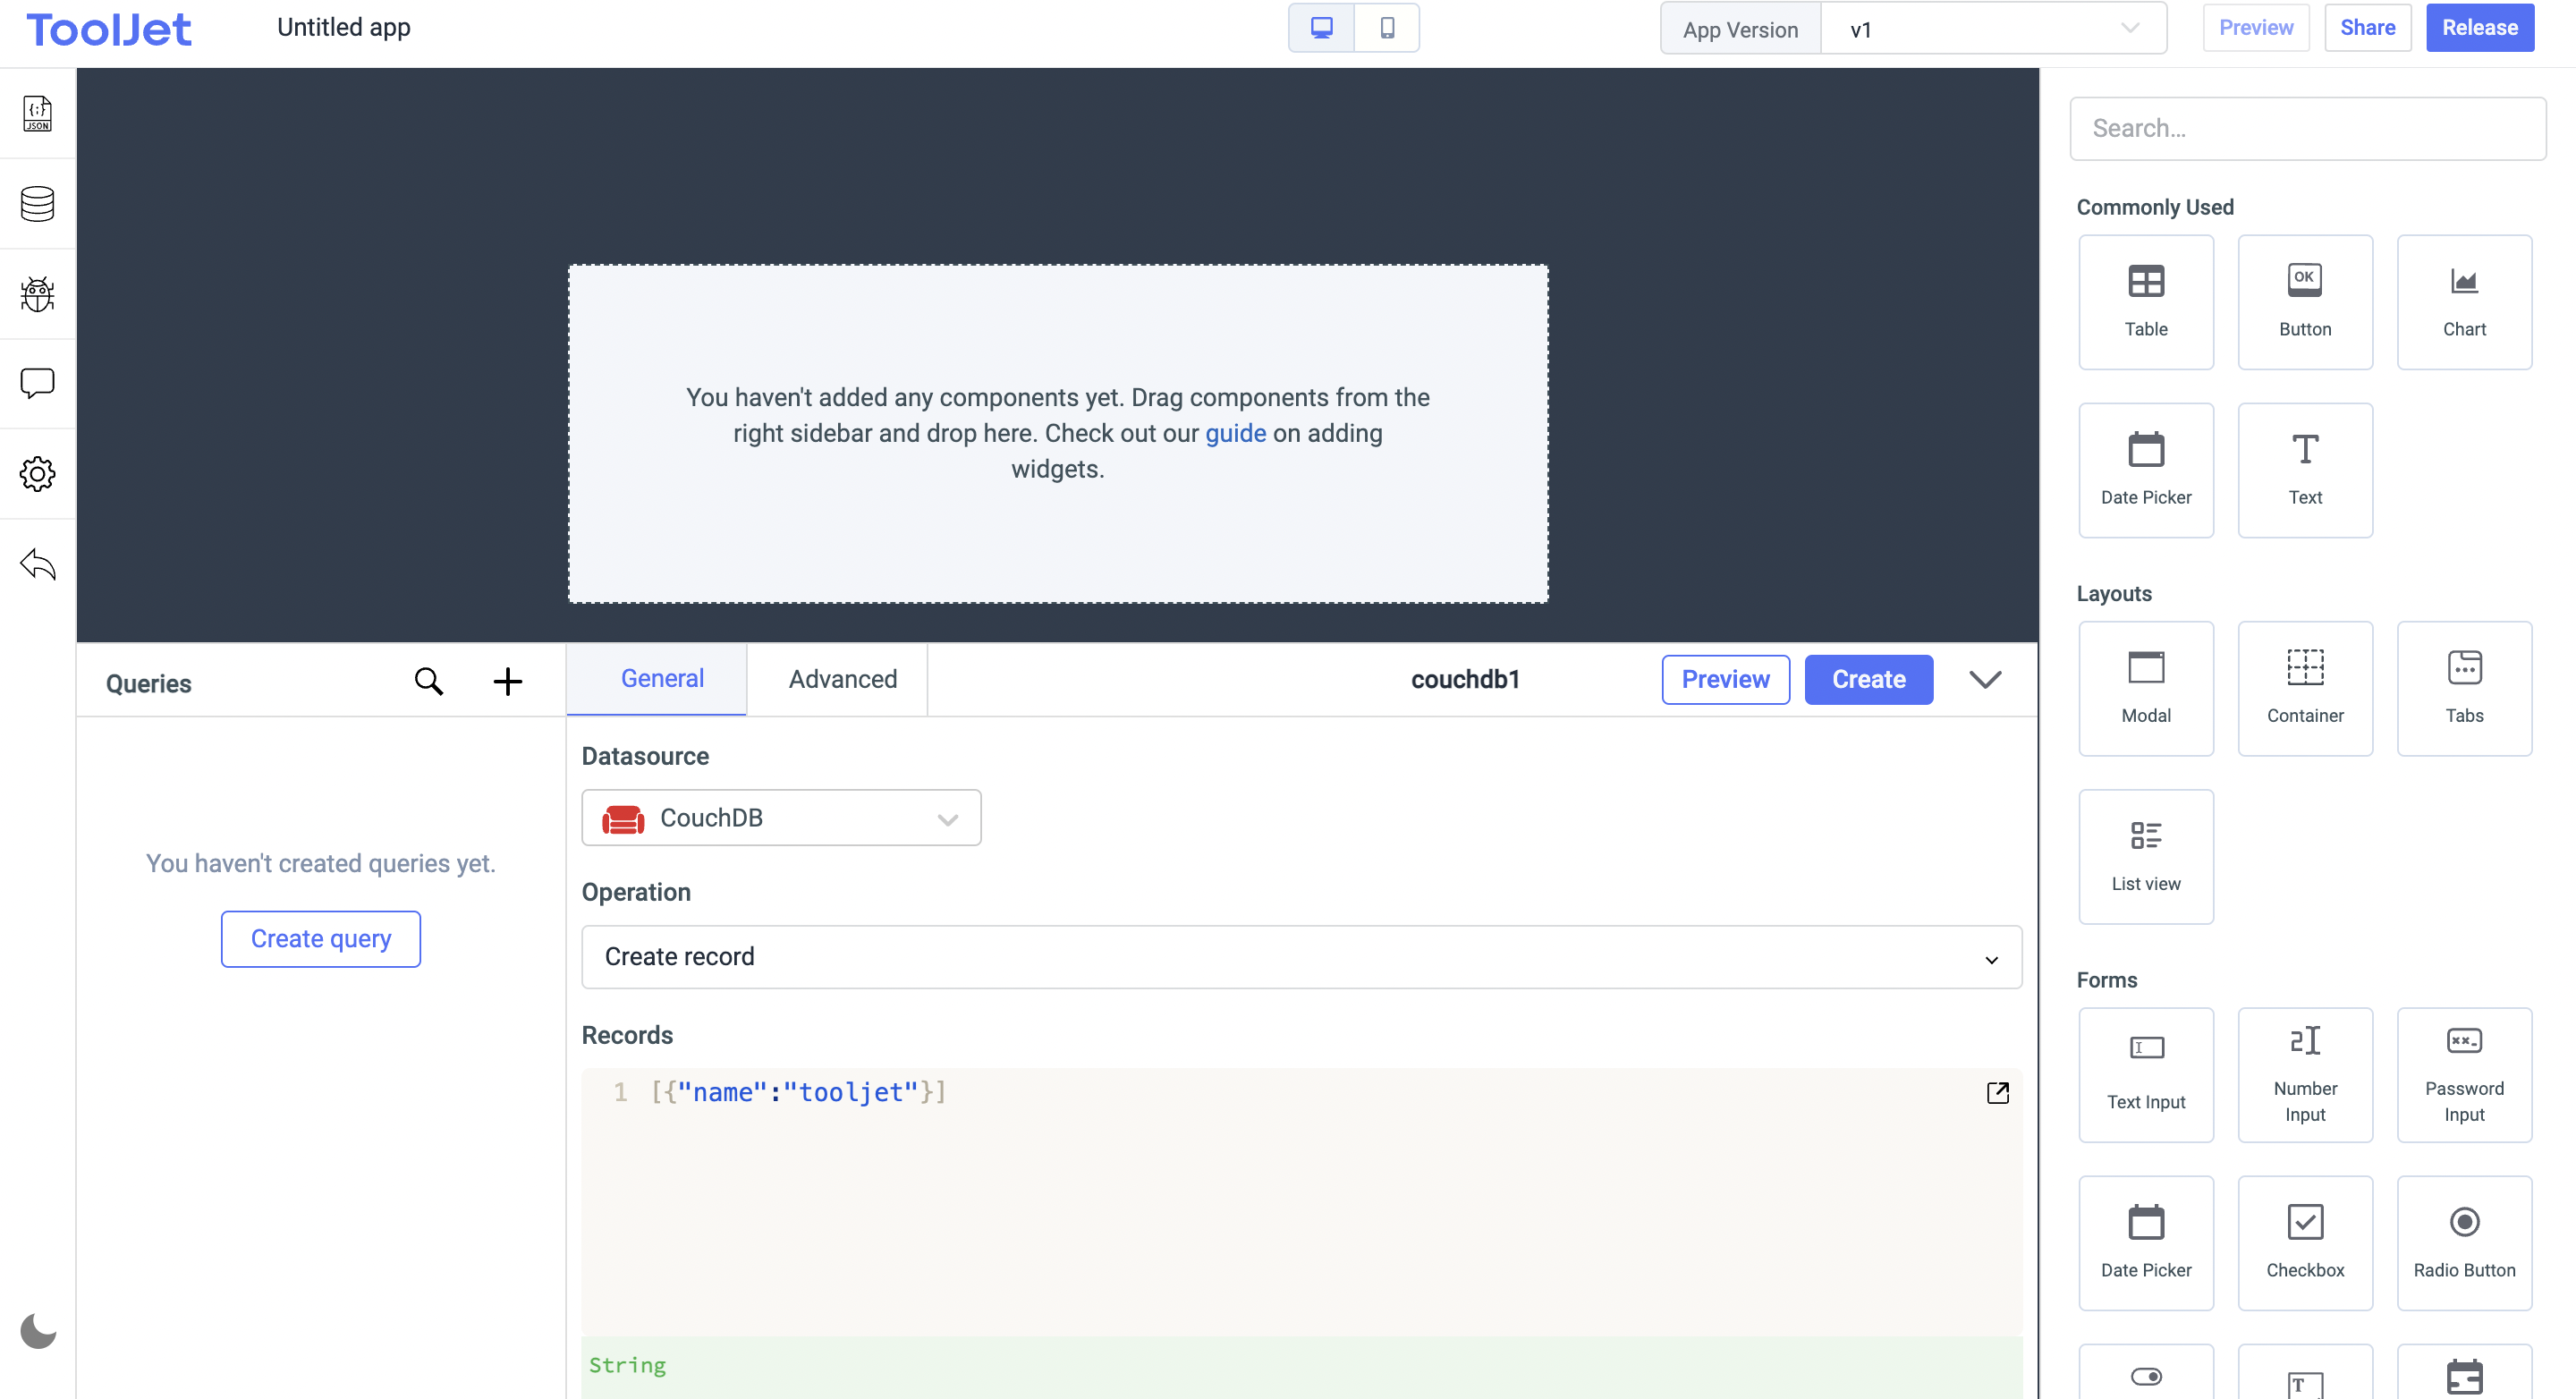 ToolJet
Untitled app
App Version
v1
Preview
Share
Release
JSON
Search...
Commonly Used
OK
Table
Button
Chart
Date Picker
Text
You haven't added any components yet. Drag components from the
right sidebar and drop here. Check out our guide on adding
widgets.
Layouts
Modal
Container
Tabs
List view
Queries
General
Advanced
couchdb1
Preview
Create
Datasource
CouchDB
You haven't created queries yet.
Create query
Operation
Create record
Records
1 [{"name":"tooljet"}]
String
Forms
Text Input
Number
Input
Password
Input
Date Picker
Checkbox
Radio Button